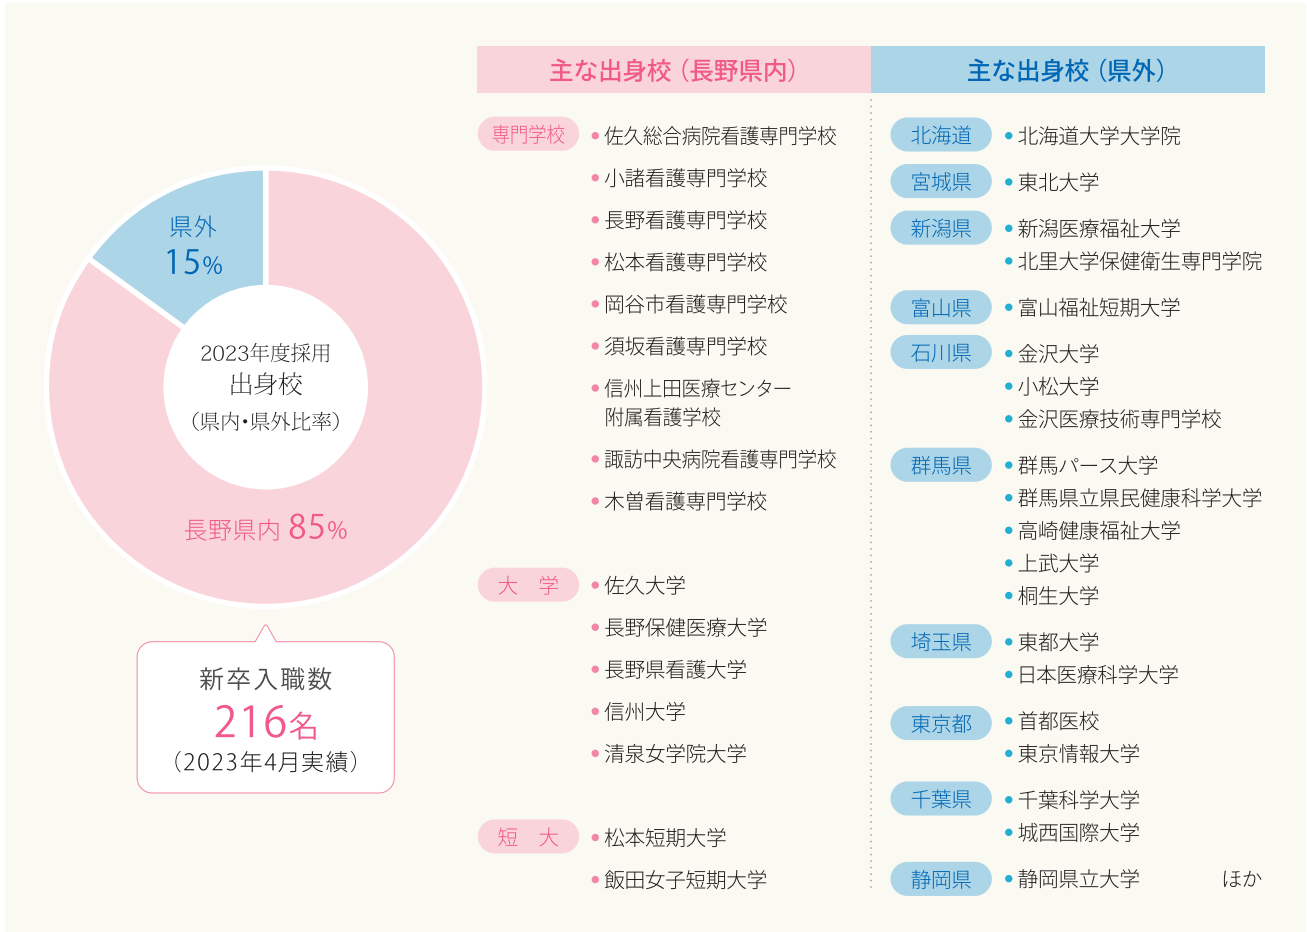 県外
15%
2023年度採用
出身校
（県内・県外比率）
長野県内 85%
新卒入職数
216名
（2023年4月実績）
主な出身校（長野県内）
専門学校
• 佐久総合病院看護専門学校
• 小諸看護専門学校
• 長野看護専門学校
• 松本看護専門学校
• 岡谷市看護専門学校
• 須坂看護専門学校
• 信州上田医療センター
附属看護学校
• 諏訪中央病院看護専門学校
• 木曽看護専門学校
大　学
• 佐久大学
• 長野保健医療大学
• 長野県看護大学
• 信州大学
• 清泉女学院大学
短　大
• 松本短期大学
• 飯田女子短期大学
主な出身校（県外）
北海道 • 北海道大学大学院
宮城県 • 東北大学
新潟県 • 新潟医療福祉大学
• 北里大学保健衛生専門学院
富山県 • 富山福祉短期大学
石川県 • 金沢大学
• 小松大学
• 金沢医療技術専門学校
群馬県 • 群馬パース大学
• 群馬県立県民健康科学大学
• 高崎健康福祉大学
• 上武大学
• 桐生大学
埼玉県 • 東都大学
• 日本医療科学大学
東京都 • 首都医校
• 東京情報大学
千葉県 • 千葉科学大学
• 城西国際大学
静岡県 • 静岡県立大学　ほか